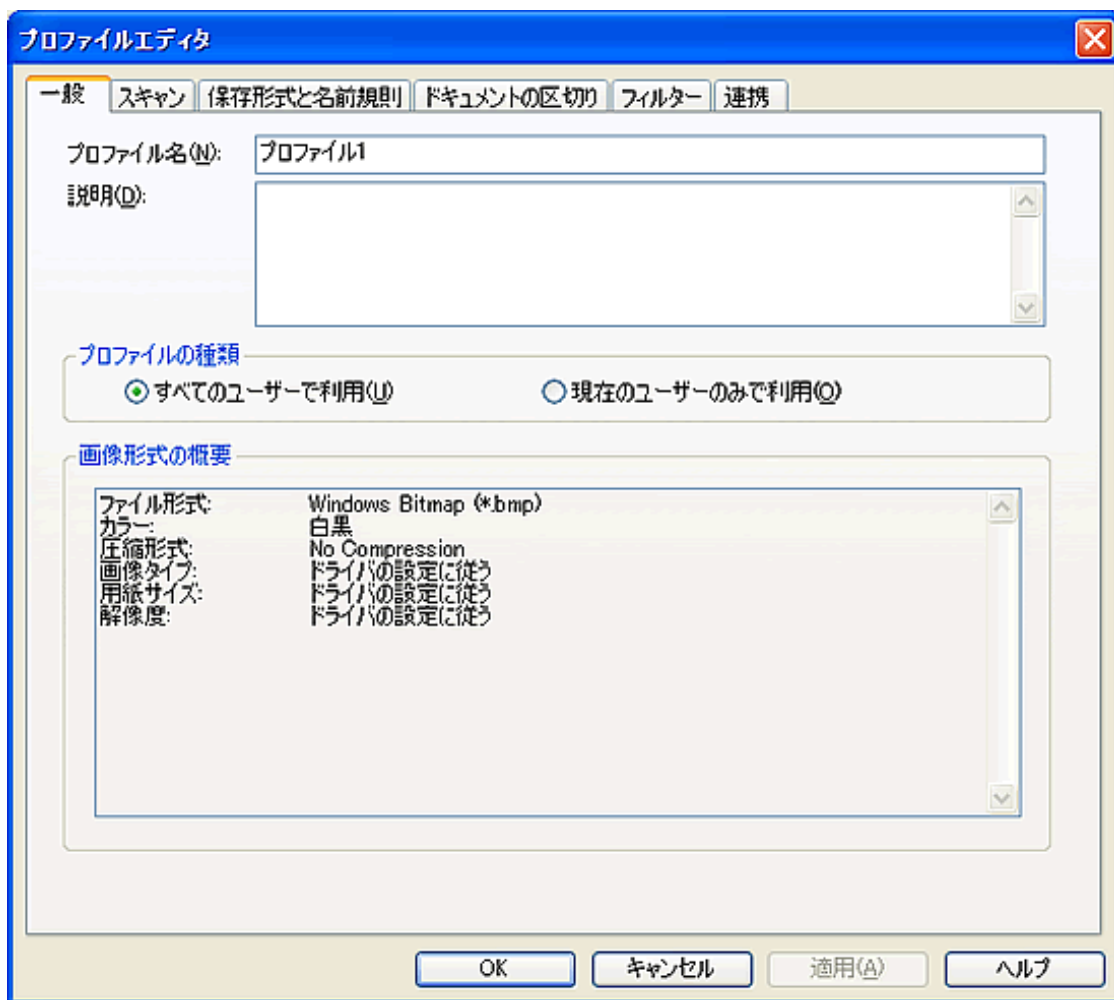 プロファイルエディタ
一般 スキャン 保存形式と名前規則 ドキュメントの区切り フィルター 連携
プロファイル名(N): プロファイル1
説明(D):
プロファイルの種類
すべてのユーザーで利用(U) 現在のユーザーのみで利用(O)
画像形式の概要
ファイル形式: Windows Bitmap (*.bmp)
カラー: 白黒
圧縮形式: No Compression
画像タイプ: ドライバの設定に従う
用紙サイズ: ドライバの設定に従う
解像度: ドライバの設定に従う
OK キャンセル 適用(A) ヘルプ